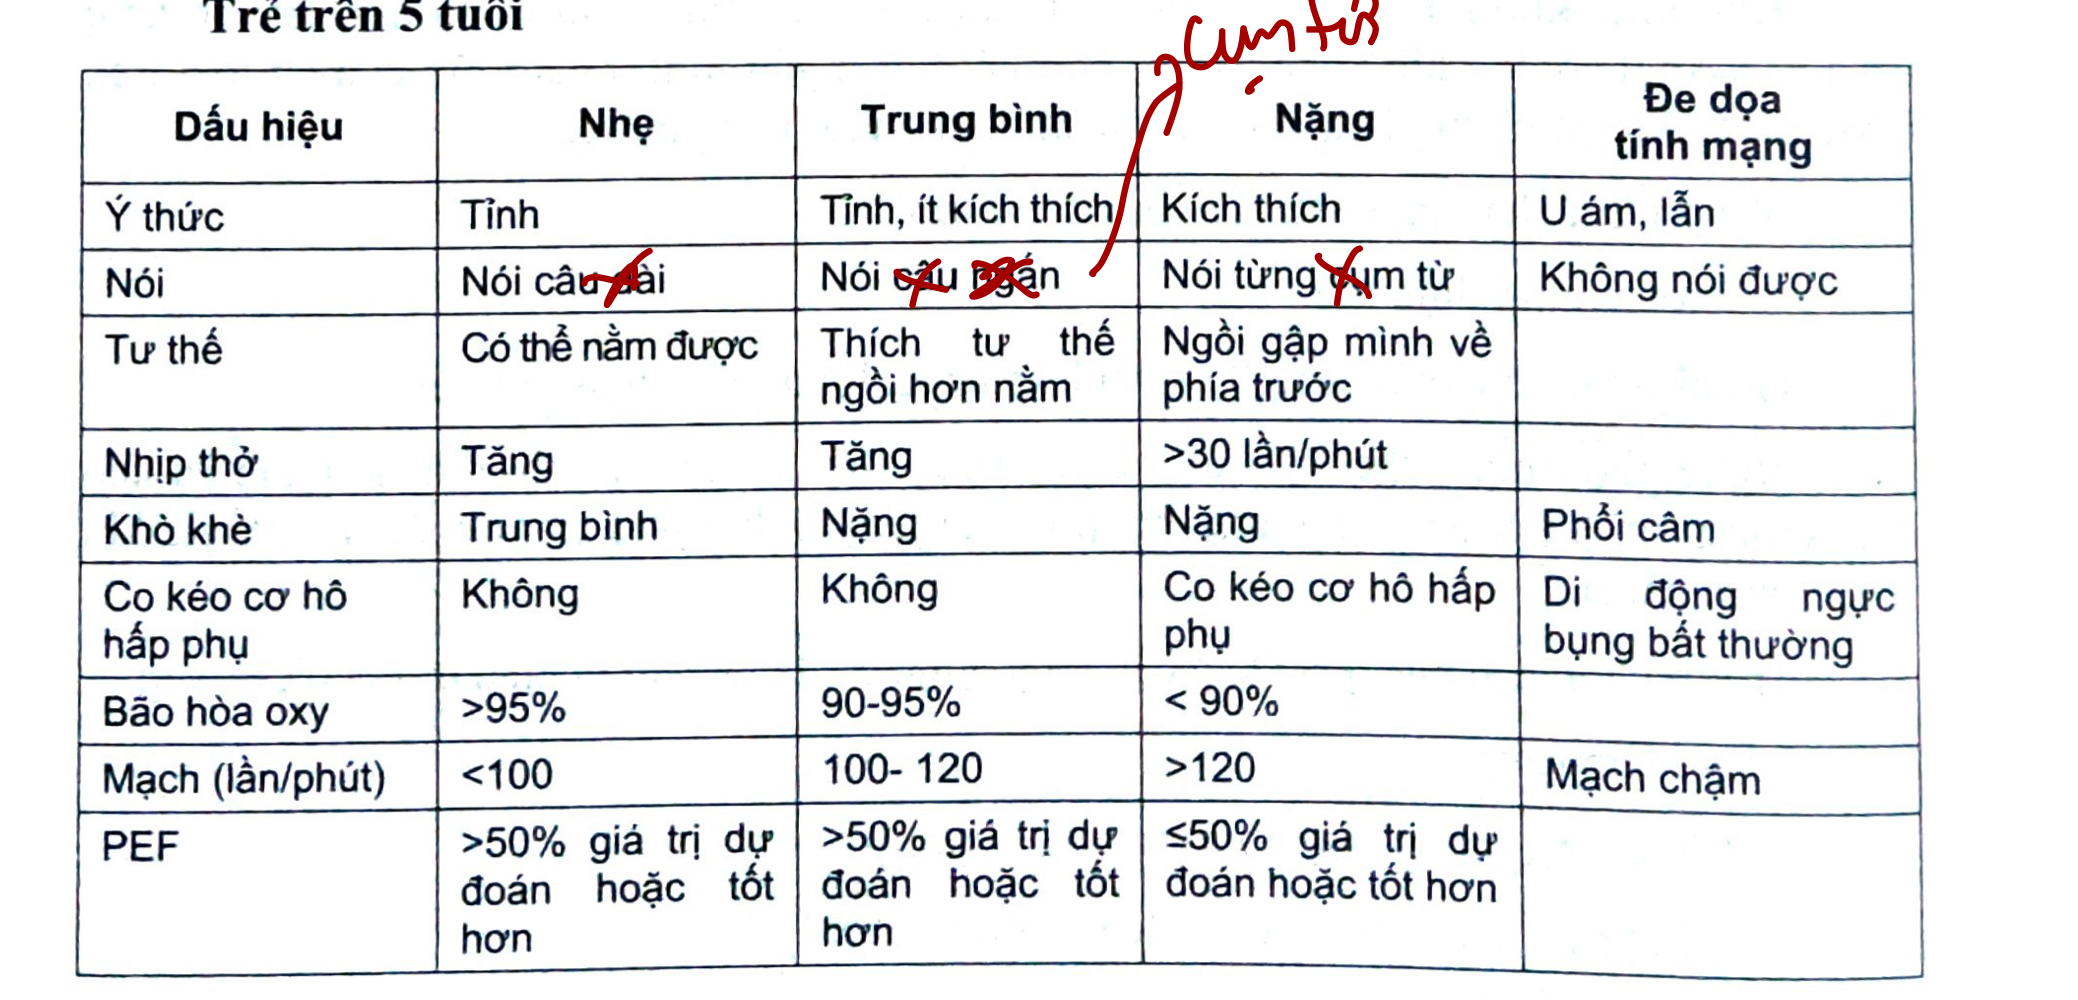 Trẻ trên 5 tuổi
cụm từ
Dấu hiệu
Nhẹ
Trung bình
Nặng
Đe dọa
tính mạng
Ý thức
Tỉnh
Tỉnh, ít kích thích
Kích thích
U ám, lẫn
Nói
Nói câu dài
Nói câu ngắn
Nói từng cụm từ
Không nói được
Tư thế
Có thể nằm được
Thích tư thế
ngồi hơn nằm
Ngồi gập mình về
phía trước
Nhịp thở
Tăng
Tăng
>30 lần/phút
Khò khè
Trung bình
Nặng
Nặng
Phổi câm
Co kéo cơ hô
hấp phụ
Không
Không
Co kéo cơ hô hấp
phụ
Di động ngực
bụng bất thường
Bão hòa oxy
>95%
90-95%
< 90%
Mạch (lần/phút)
<100
100- 120
>120
Mạch chậm
PEF
>50% giá trị dự
đoán hoặc tốt
hơn
>50% giá trị dự
đoán hoặc tốt
hơn
≤50% giá trị dự
đoán hoặc tốt hơn